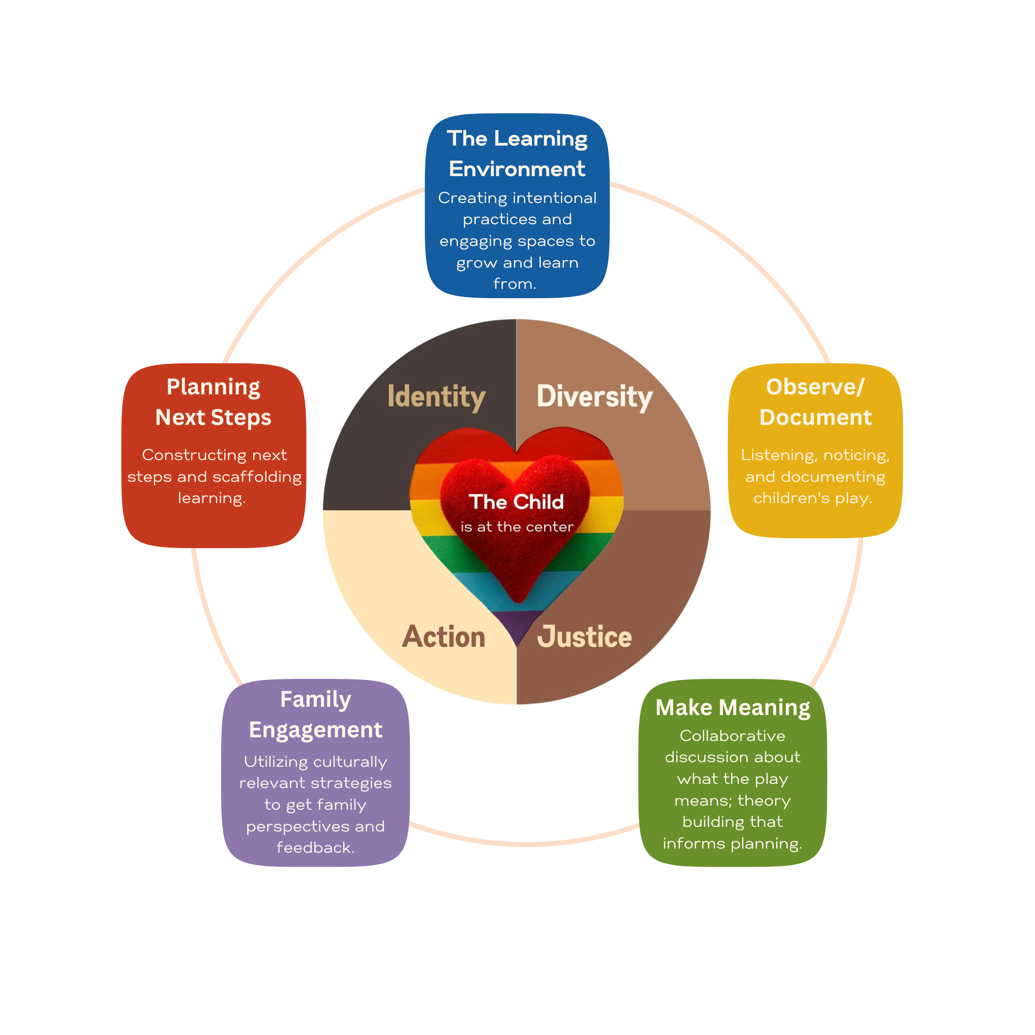 The Learning
Environment
Creating intentional
practices and
engaging spaces to
grow and learn
from.
Planning
Next Steps
Constructing next
steps and scaffolding
learning.
Identity
Diversity
Observe/
Document
Listening, noticing,
and documenting
children's play.
The Child
is at the center
Action
Justice
Family
Engagement
Utilizing culturally
relevant strategies
to get family
perspectives and
feedback.
Make Meaning
Collaborative
discussion about
what the play
means; theory
building that
informs planning.